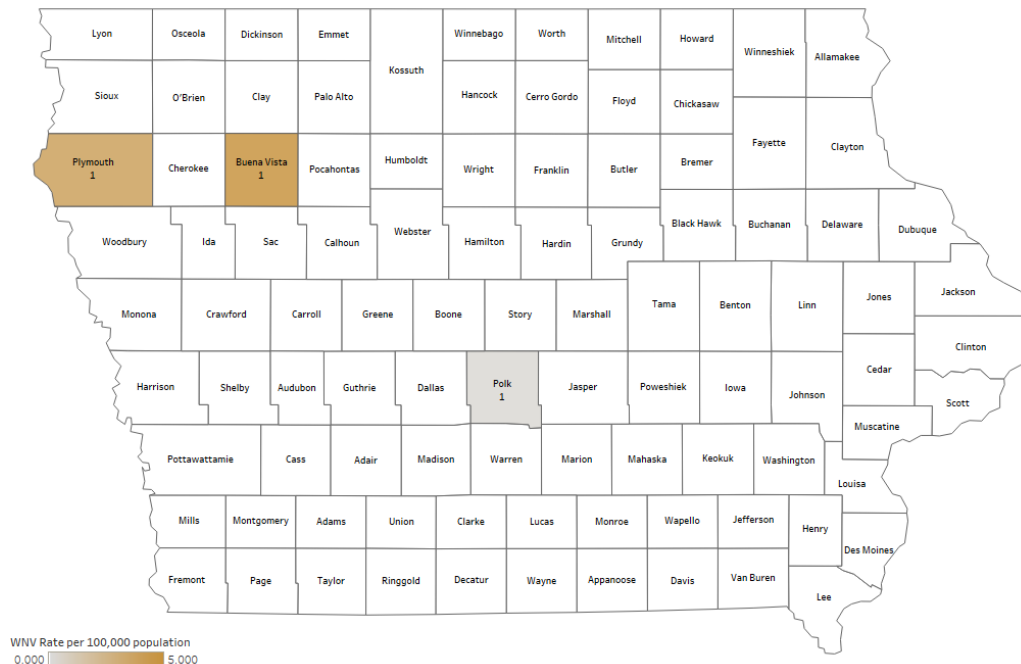 Lyon
Osceola
Dickinson
Emmet
Winnebago
Worth
Mitchell
Howard
Winneshiek
Allamakee
Kossuth
Sioux
O'Brien
Clay
Palo Alto
Hancock
Cerro Gordo
Floyd
Chickasaw
Plymouth
1
Cherokee
Buena Vista
1
Pocahontas
Humboldt
Wright
Franklin
Butler
Bremer
Fayette
Clayton
Woodbury
Ida
Sac
Calhoun
Webster
Hamilton
Hardin
Grundy
Black Hawk
Buchanan
Delaware
Dubuque
Monona
Crawford
Carroll
Greene
Boone
Story
Marshall
Tama
Benton
Linn
Jones
Jackson
Clinton
Harrison
Shelby
Audubon
Guthrie
Dallas
Polk
1
Jasper
Poweshiek
Iowa
Johnson
Cedar
Scott
Muscatine
Pottawattamie
Cass
Adair
Madison
Warren
Marion
Mahaska
Keokuk
Washington
Louisa
Mills
Montgomery
Adams
Union
Clarke
Lucas
Monroe
Wapello
Jefferson
Henry
Des Moines
Fremont
Page
Taylor
Ringgold
Decatur
Wayne
Appanoose
Davis
Van Buren
Lee
WNV Rate per 100,000 population
0.000 5.000